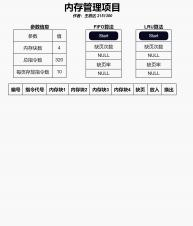 内存管理项目
参数信息
FIFO算法
LRU算法
参数 值
内存块数 4
总指令数 320
每页存放指令数 10
Start
缺页次数
NULL
缺页率
NULL
Start
缺页次数
NULL
缺页率
NULL
编号 指令代号 内存块1 内存块2 内存块3 内存块4 缺页 放入 换出